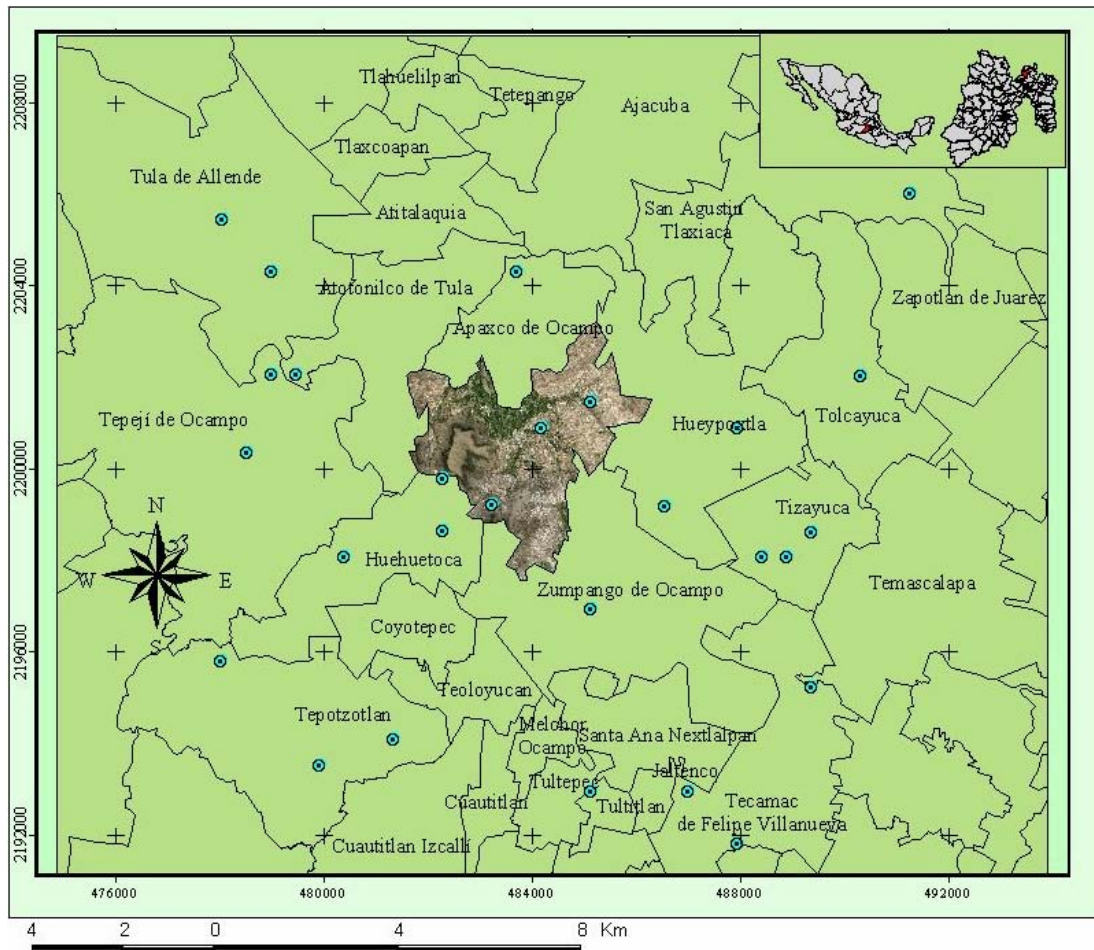 Tlahuelilpan
Tetepango
Ajacuba
Tlaxcoapan
Tula de Allende
Atitalaquia
San Agustin
Tlaxiaca
Atotonilco de Tula
Zapotlan de Juarez
Apaxco de Ocampo
Tepejí de Ocampo
Hueypoxtla
Tolcayuca
N
W
E
S
Tizayuca
Huehuetoca
Temascalapa
Zumpango de Ocampo
Coyotepec
Teoloyucan
Tepotzotlan
Melchor
Ocampo
Santa Ana Nextlalpan
Jaltenco
Tultepec
Cuautitlan
Tultitlan
Tecamac
de Felipe Villanueva
Cuautitlan Izcalli
2208000
2204000
2200000
2196000
2192000
476000
480000
484000
488000
492000
4 2 0 4 8 Km